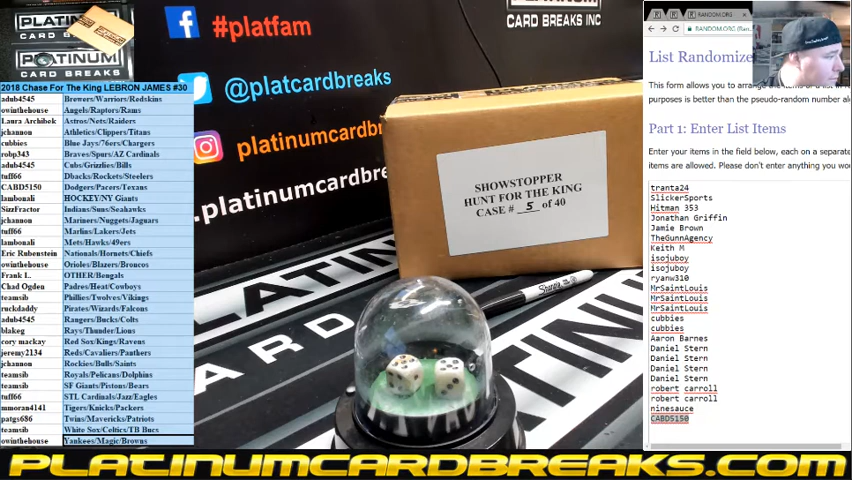 PLATINUM
PLATINUM
CARD BREAKS
2018 Chase For The King LEBRON JAMES #30
adub4545 Brewers/Warriors/Redskins
owinthehouse Angels/Raptors/Rams
Laura Archibek Astros/Nets/Raiders
jchannon Athletics/Clippers/Titans
cubbies Blue Jays/76ers/Chargers
robp343 Braves/Spurs/AZ Cardinals
adub4545 Cubs/Grizzlies/Bills
tuff66 Dbacks/Rockets/Steelers
CABD5150 Dodgers/Pacers/Texans
lambonali HOCKEY/NY Giants
SizzFractor Indians/Suns/Seahawks
jchannon Mariners/Nuggets/Jaguars
tuff66 Marlins/Lakers/Jets
lambonali Mets/Hawks/49ers
Eric Rubenstein Nationals/Hornets/Chiefs
owinthehouse Orioles/Blazers/Broncos
Frank L. OTHER/Bengals
Chad Ogden Padres/Heat/Cowboys
teamsib Phillies/Twolves/Vikings
ruckdaddy Pirates/Wizards/Falcons
adub4545 Rangers/Bucks/Colts
blakeg Rays/Thunder/Lions
cory mackay Red Sox/Kings/Ravens
jeremy2134 Reds/Cavaliers/Panthers
jchannon Rockies/Bulls/Saints
teamsib Royals/Pelicans/Dolphins
teamsib SF Giants/Pistons/Bears
tuff66 STL Cardinals/Jazz/Eagles
mmoran4141 Tigers/Knicks/Packers
patgs686 Twins/Mavericks/Patriots
teamsib White Sox/Celtics/TB Bucs
owinthehouse Yankees/Magic/Browns
#platfam
@platcardbreaks
platinumcardb
.platinumcardbre
CARD BREAKS INC
SHOWSTOPPER
HUNT FOR THE KING
CASE # 5 of 40
Sharpie
PLATIN
CARD BR
RANDOM.ORG
RANDOM.ORG [Ran
List Randomize
This form allows you to arrange the items of a list in r
purposes is better than the pseudo-random number al
Part 1: Enter List Items
Enter your items in the field below, each on a separate
items are allowed. Please don't enter anything you wo
tranta24
SlickerSports
Hitman 353
Jonathan Griffin
Jamie Brown
TheGunnAgency
Keith M
isojuboy
isojuboy
ryanw310
MrSaintLouis
MrSaintLouis
MrSaintLouis
cubbies
cubbies
Aaron Barnes
Daniel Stern
Daniel Stern
Daniel Stern
Daniel Stern
robert carroll
robert carroll
ninesauce
CABD5150
PLATINUMCARDBREAKS.COM